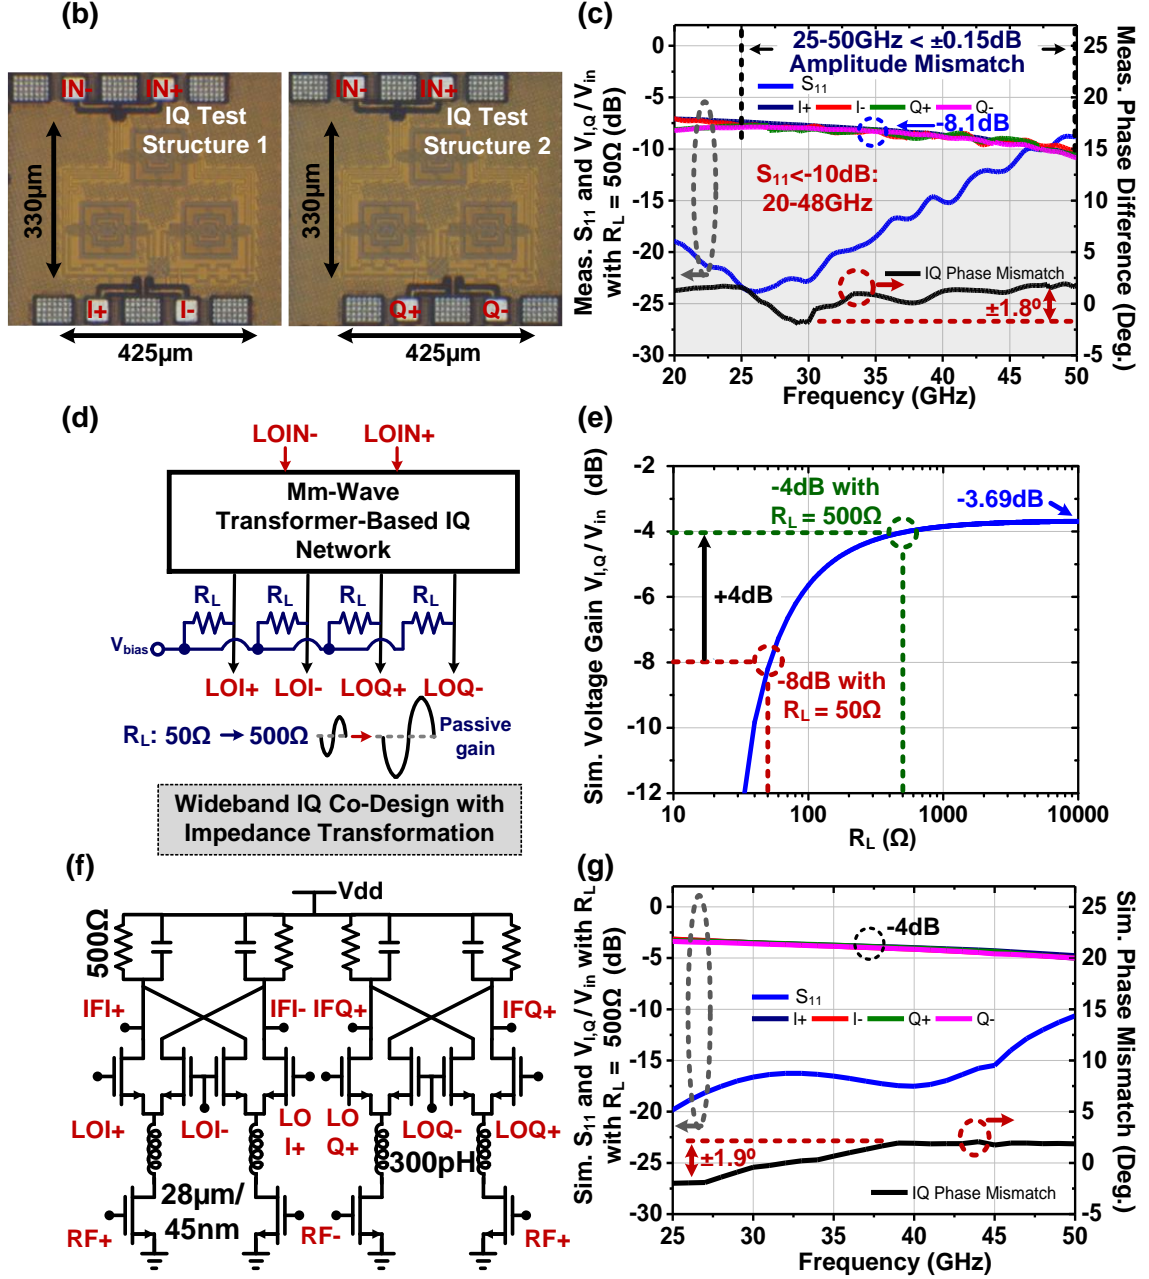 (b)
IN-
IN+
IQ Test
Structure 1
330µm
I+
I-
425µm
IN-
IN+
IQ Test
Structure 2
330µm
Q+
Q-
425µm
(c)
Meas. S11 and VI,Q / Vin
with RL = 50Ω (dB)
0
-5
-10
-15
-20
-25
-30
25-50GHz < ±0.15dB
Amplitude Mismatch
S11
I+ I- Q+ Q-
-8.1dB
S11<-10dB:
20-48GHz
IQ Phase Mismatch
±1.8º
25
20
15
10
5
0
-5
Meas. Phase Difference (Deg.)
20 25 30 35 40 45 50
Frequency (GHz)
(d)
LOIN- LOIN+
Mm-Wave
Transformer-Based IQ
Network
RL RL RL RL
Vbias
LOI+ LOI- LOQ+ LOQ-
RL: 50Ω 500Ω
Passive
gain
Wideband IQ Co-Design with
Impedance Transformation
(e)
Sim. Voltage Gain VI,Q / Vin (dB)
-2
-4
-6
-8
-10
-12
-4dB with
RL = 500Ω
-3.69dB
+4dB
-8dB with
RL = 50Ω
10 100 1000 10000
RL (Ω)
(f)
Vdd
500Ω
IFI+ IFI- IFQ+ IFQ+
LOI+ LOI- LO
I+
LO
Q+
LOQ- LOQ+
300pH
28µm/
45nm
RF+ RF- RF+
(g)
Sim. S11 and VI,Q / Vin with RL
with RL = 500Ω (dB)
0
-5
-10
-15
-20
-25
-30
-4dB
S11
I+ I- Q+ Q-
±1.9º
IQ Phase Mismatch
25
20
15
10
5
0
-5
Sim. Phase Mismatch (Deg.)
25 30 35 40 45 50
Frequency (GHz)